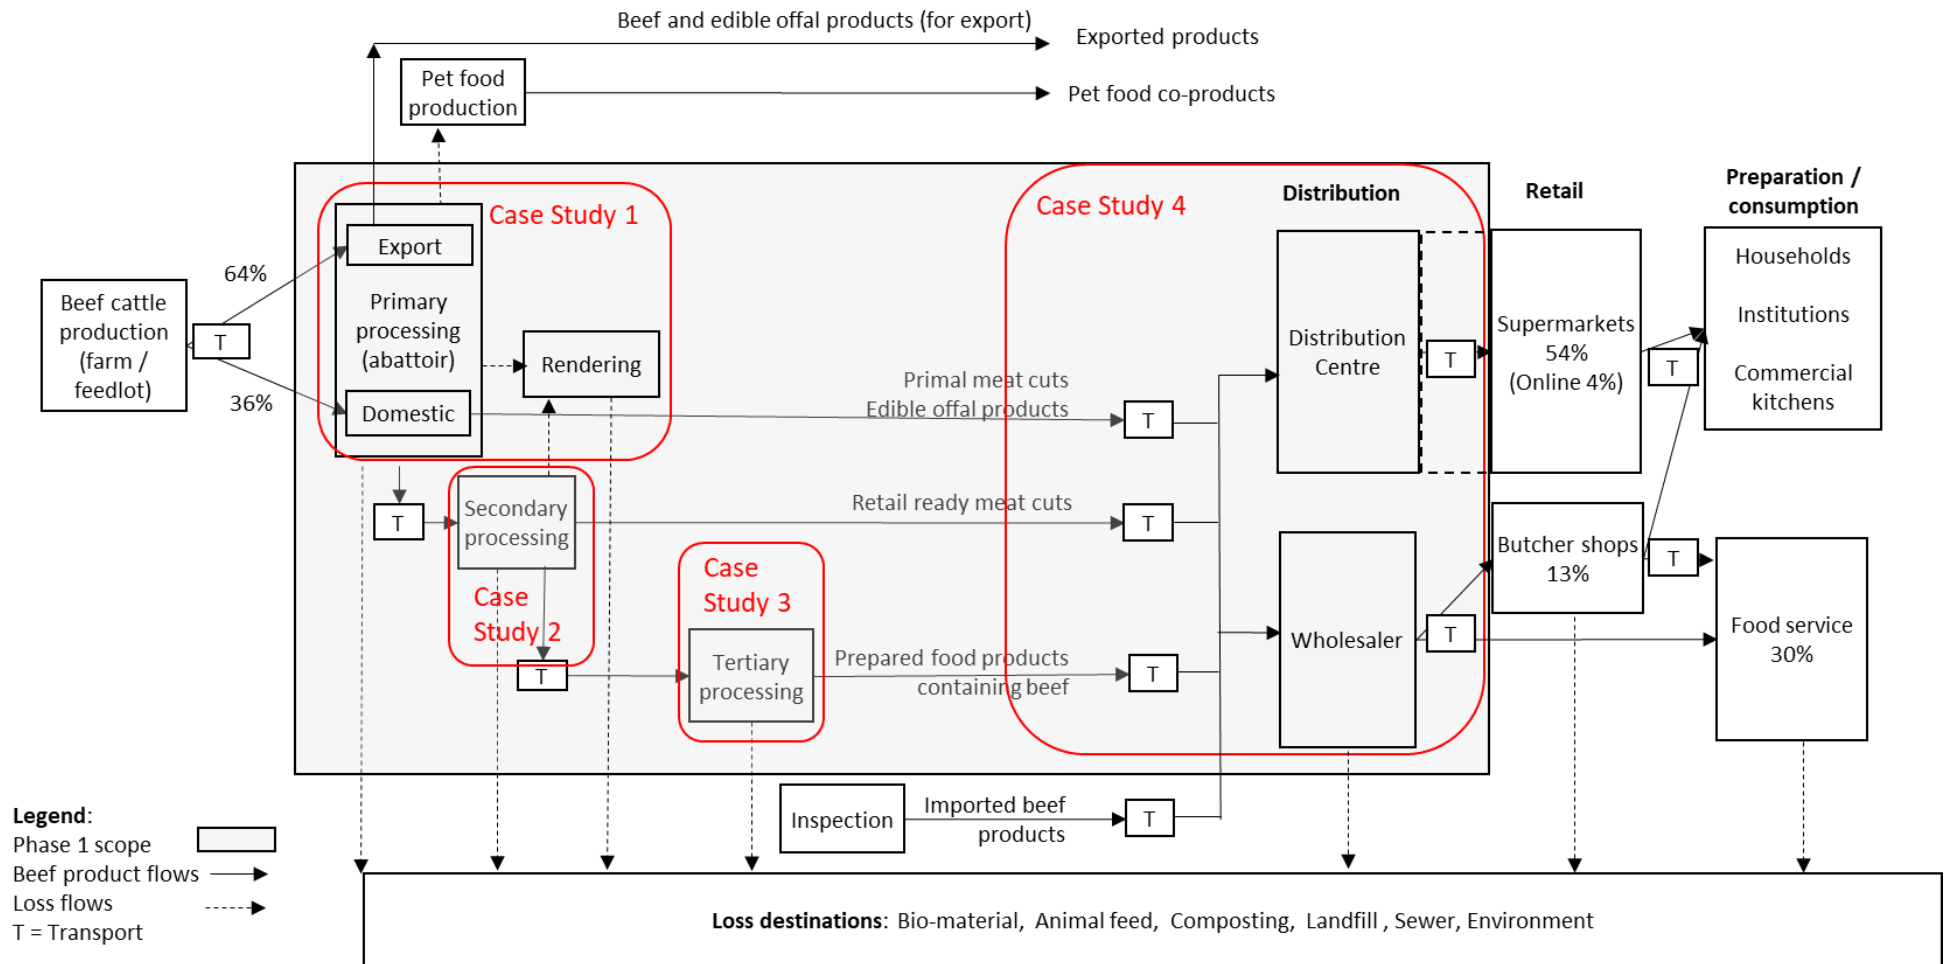 Beef and edible offal products (for export)
Exported products
Pet food
production
Pet food co-products
Case Study 1
Case Study 4
Distribution
Retail
Preparation /
consumption
Export
64%
Primary
processing
(abattoir)
Beef cattle
production
(farm /
feedlot)
T
36%
Domestic
Rendering
Primal meat cuts
Edible offal products
T
Distribution
Centre
T
Supermarkets
54%
(Online 4%)
T
Households
Institutions
Commercial
kitchens
T
Secondary
processing
Case
Study 2
Retail ready meat cuts
T
Butcher shops
13%
T
Case
Study 3
T
Tertiary
processing
Prepared food products
containing beef
T
Wholesaler
T
Food service
30%
Inspection
Imported beef
products
T
Legend:
Phase 1 scope
Beef product flows
Loss flows
T = Transport
Loss destinations: Bio-material, Animal feed, Composting, Landfill , Sewer, Environment